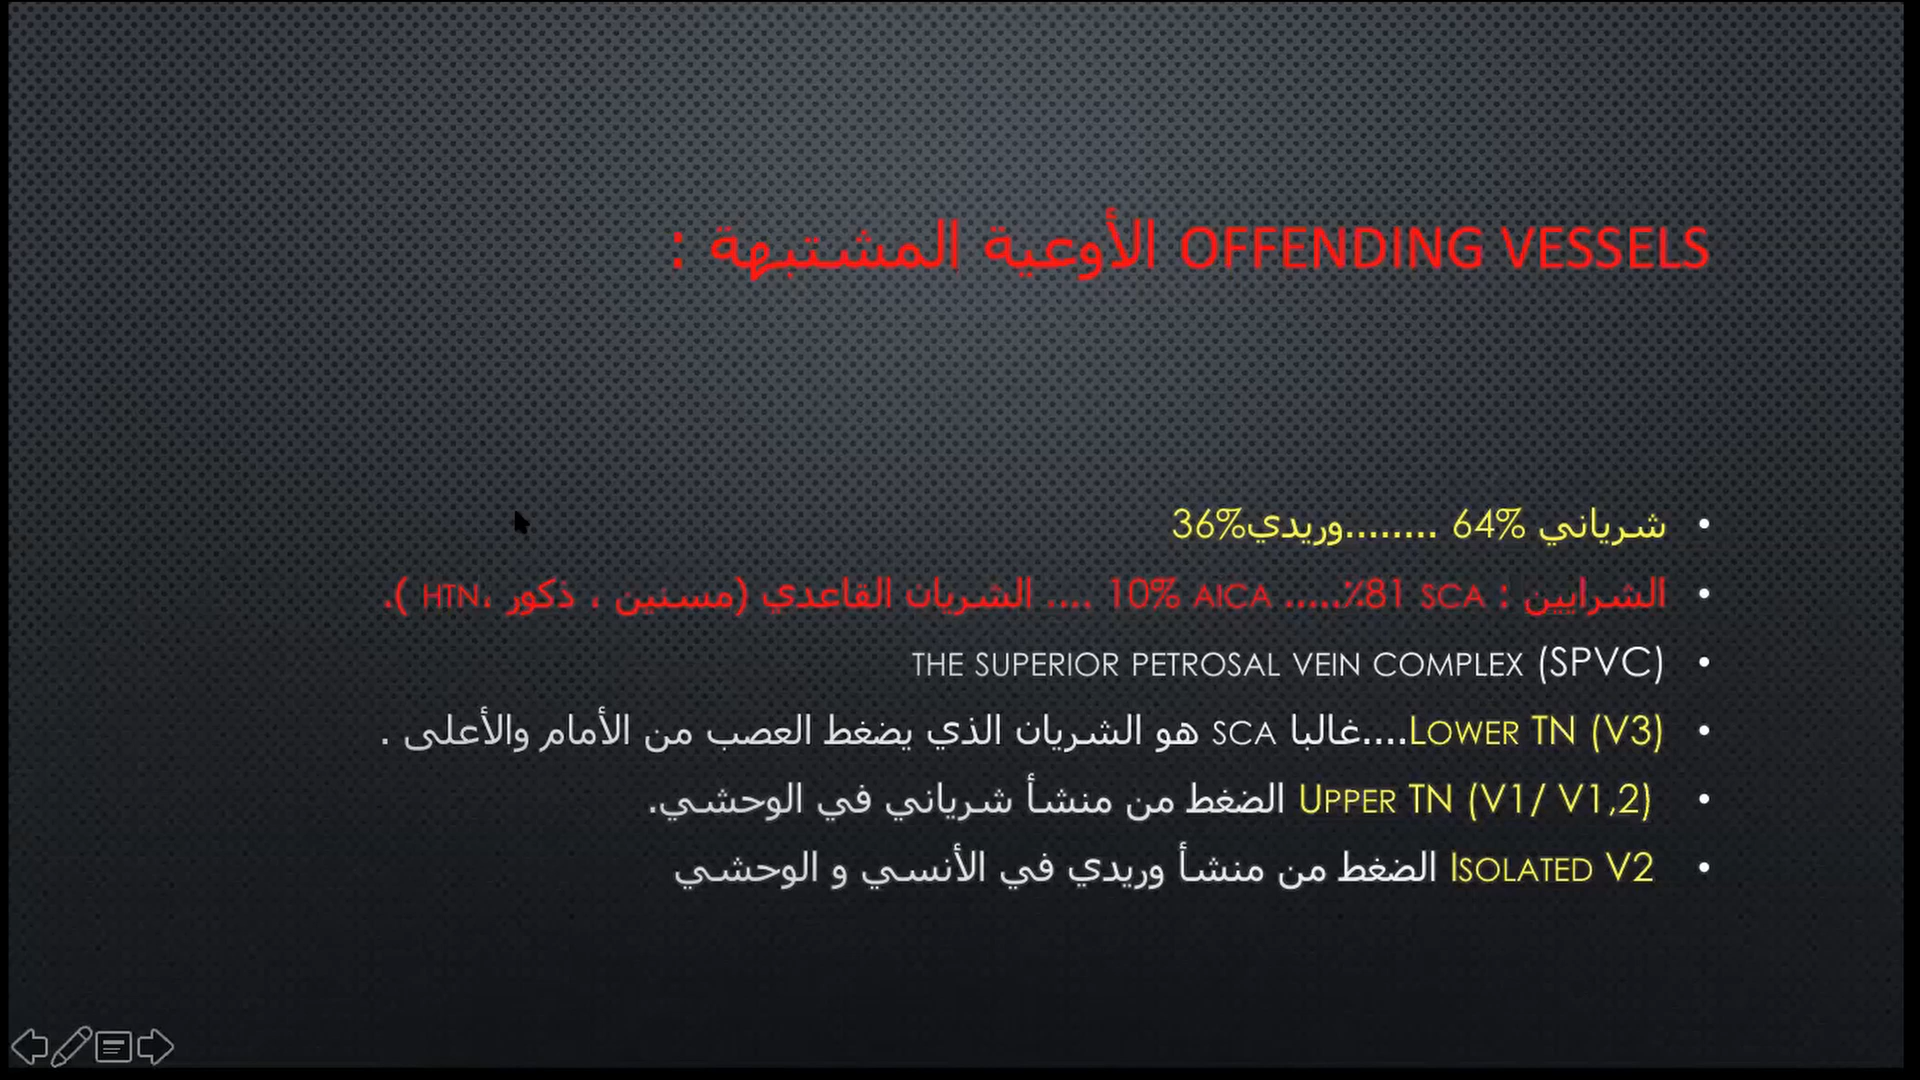 OFFENDING VESSELS الأوعية المشتبهة :
• شرياني 64% ........وريدي36%
• الشرايين : SCA 81٪.....AICA 10% .... الشريان القاعدي (مسنين ، ذكور ،HTN ).
• THE SUPERIOR PETROSAL VEIN COMPLEX (SPVC)
• LOWER TN (V3)....غالبا SCA هو الشريان الذي يضغط العصب من الأمام والأعلى .
• UPPER TN (V1/ V1,2) الضغط من منشأ شرياني في الوحشي.
• ISOLATED V2 الضغط من منشأ وريدي في الأنسي و الوحشي